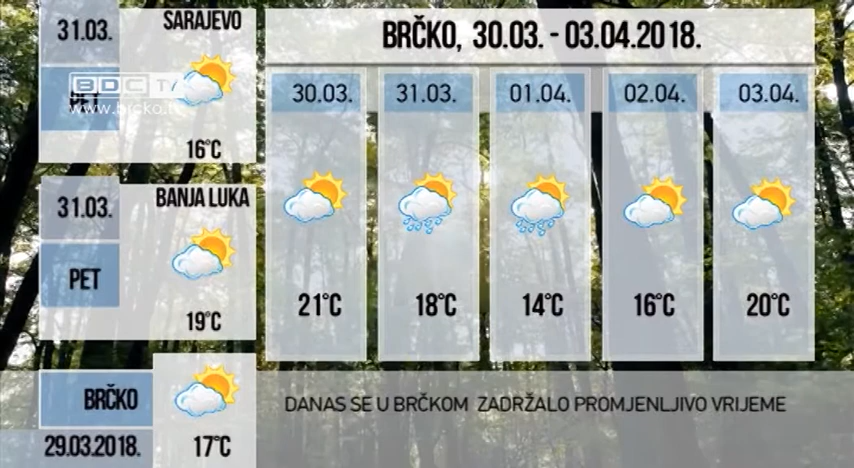 31.03.
SARAJEVO
BDC TV
PET
www.brcko.tv
16°C
31.03.
BANJA LUKA
PET
19°C
BRČKO
29.03.2018.
17°C
BRČKO, 30.03. - 03.04.2018.
30.03. 31.03. 01.04. 02.04. 03.04.
21°C 18°C 14°C 16°C 20°C
DANAS SE U BRČKOM ZADRŽALO PROMJENLJIVO VRIJEME